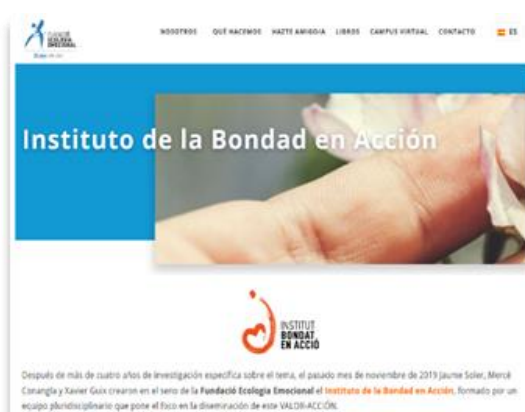 FUNDACIÓ
ECOLOGIA
EMOCIONAL
NOSOTROS QUÉ HACEMOS HAZTE AMIGO/A LIBROS CAMPUS VIRTUAL CONTACTO ES
Instituto de la Bondad en Acción
INSTITUT
BONDAT
EN ACCIÓ
Después de más de cuatro años de investigación específica sobre el tema, el pasado mes de noviembre de 2019 Jaume Soler, Mercè
Conangla y Xavier Guix crearon en el seno de la Fundació Ecologia Emocional el Instituto de la Bondad en Acción, formado por un
equipo pluridisciplinario que pone el foco en la diseminación de este VALOR-ACCIÓN.